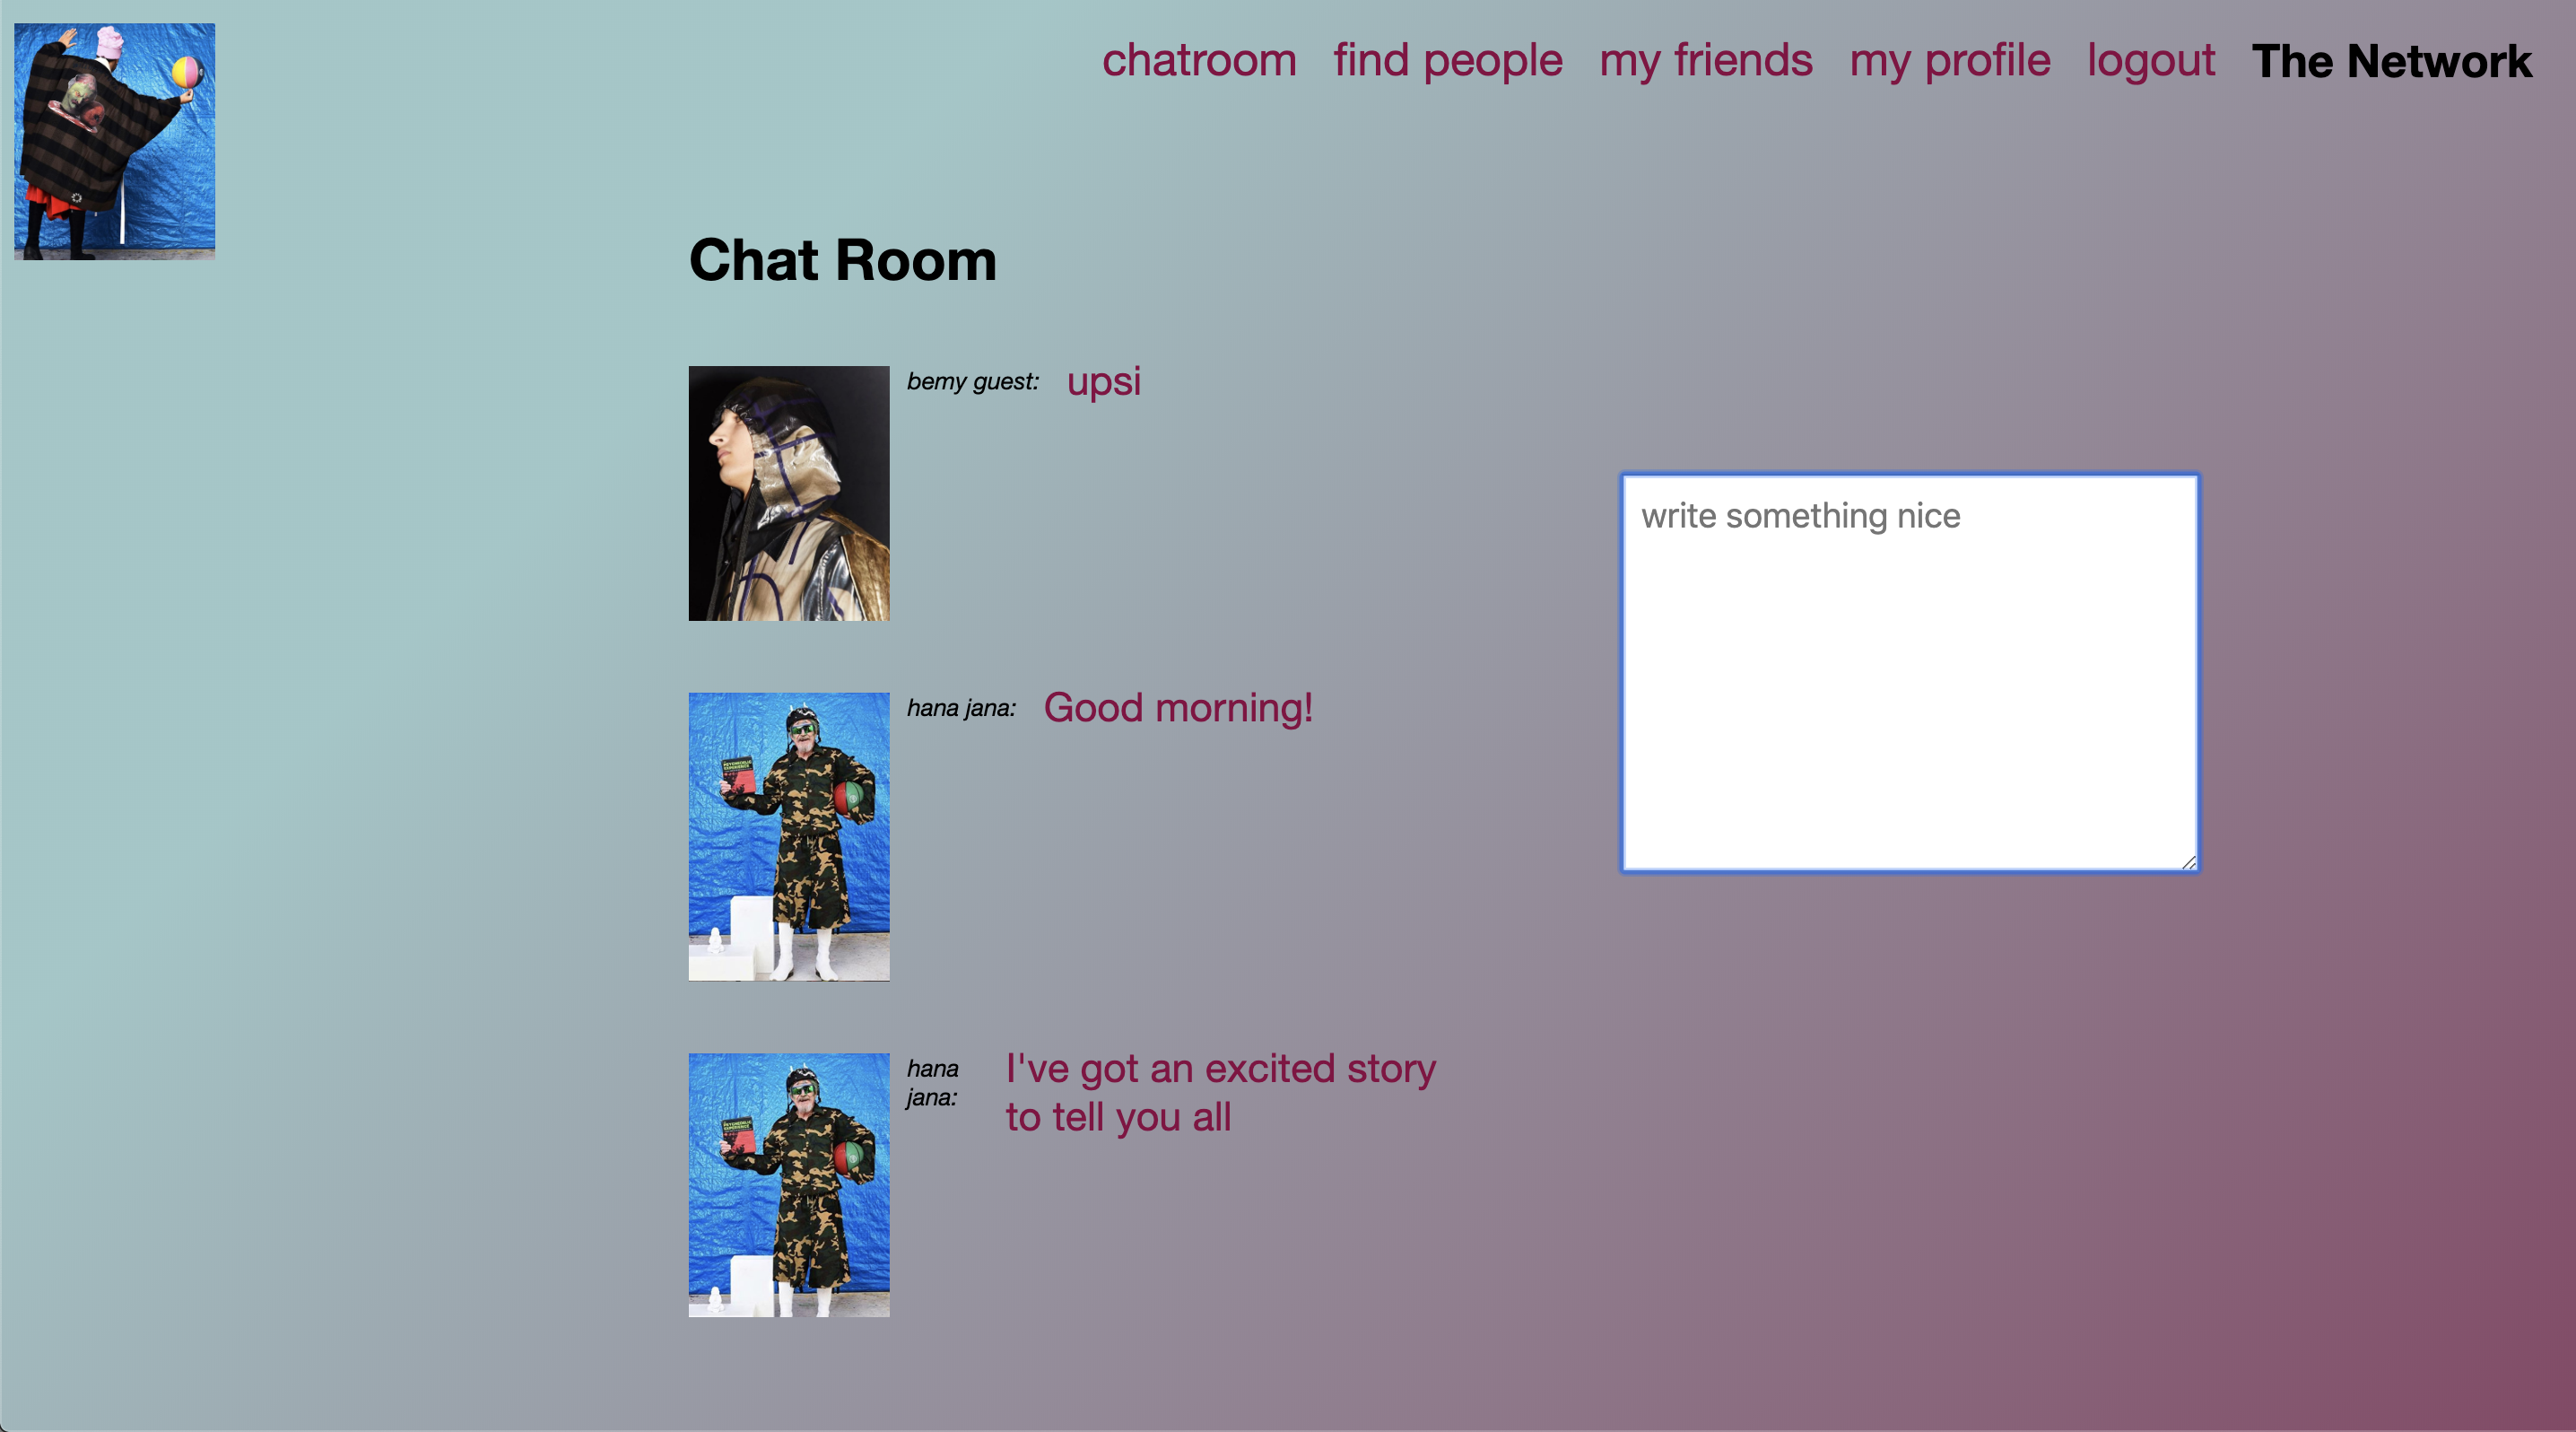 chatroom find people my friends my profile logout The Network
Chat Room
bemy guest: upsi
write something nice
hana jana: Good morning!
hana jana: I've got an excited story
to tell you all